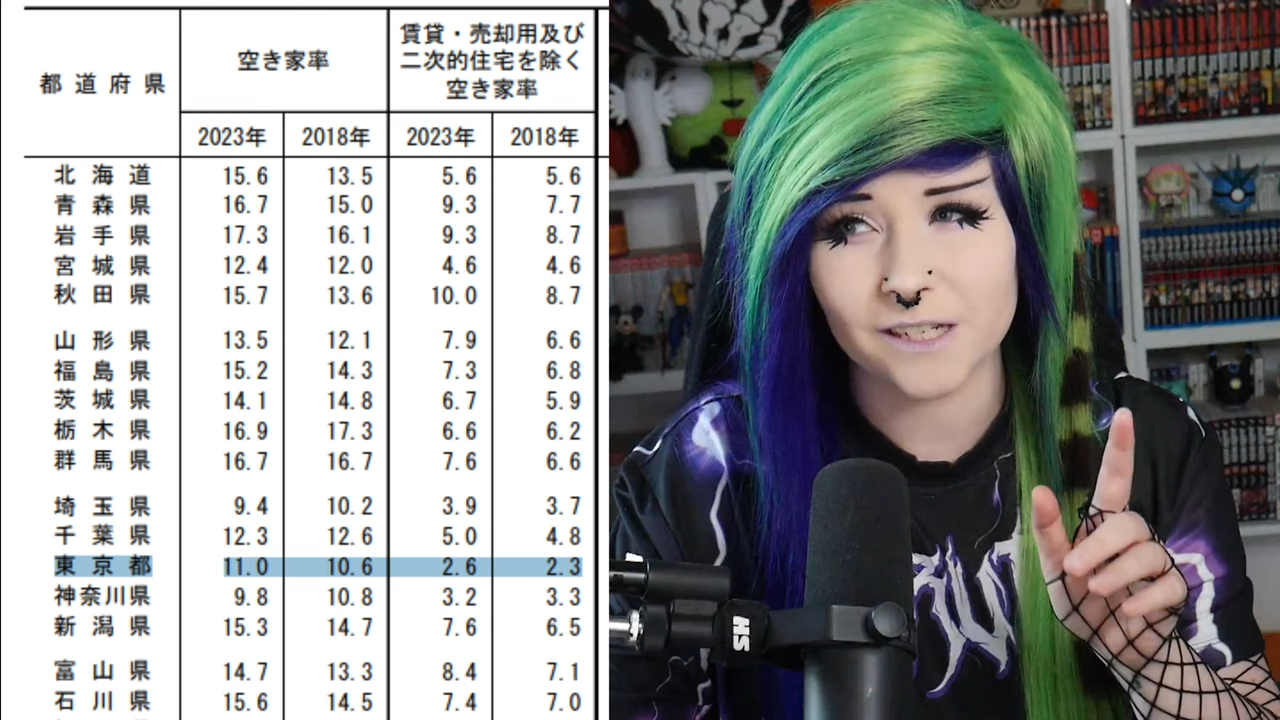 都道府県 空き家率 賃貸・売却用及び
二次的住宅を除く
空き家率
2023年 2018年 2023年 2018年
北海道 15.6 13.5 5.6 5.6
青森県 16.7 15.0 9.3 7.7
岩手県 17.3 16.1 9.3 8.7
宮城県 12.4 12.0 4.6 4.6
秋田県 15.7 13.6 10.0 8.7
山形県 13.5 12.1 7.9 6.6
福島県 15.2 14.3 7.3 6.8
茨城県 14.1 14.8 6.7 5.9
栃木県 16.9 17.3 6.6 6.2
群馬県 16.7 16.7 7.6 6.6
埼玉県 9.4 10.2 3.9 3.7
千葉県 12.3 12.6 5.0 4.8
東京都 11.0 10.6 2.6 2.3
神奈川県 9.8 10.8 3.2 3.3
新潟県 15.3 14.7 7.6 6.5
富山県 14.7 13.3 8.4 7.1
石川県 15.6 14.5 7.4 7.0
SH